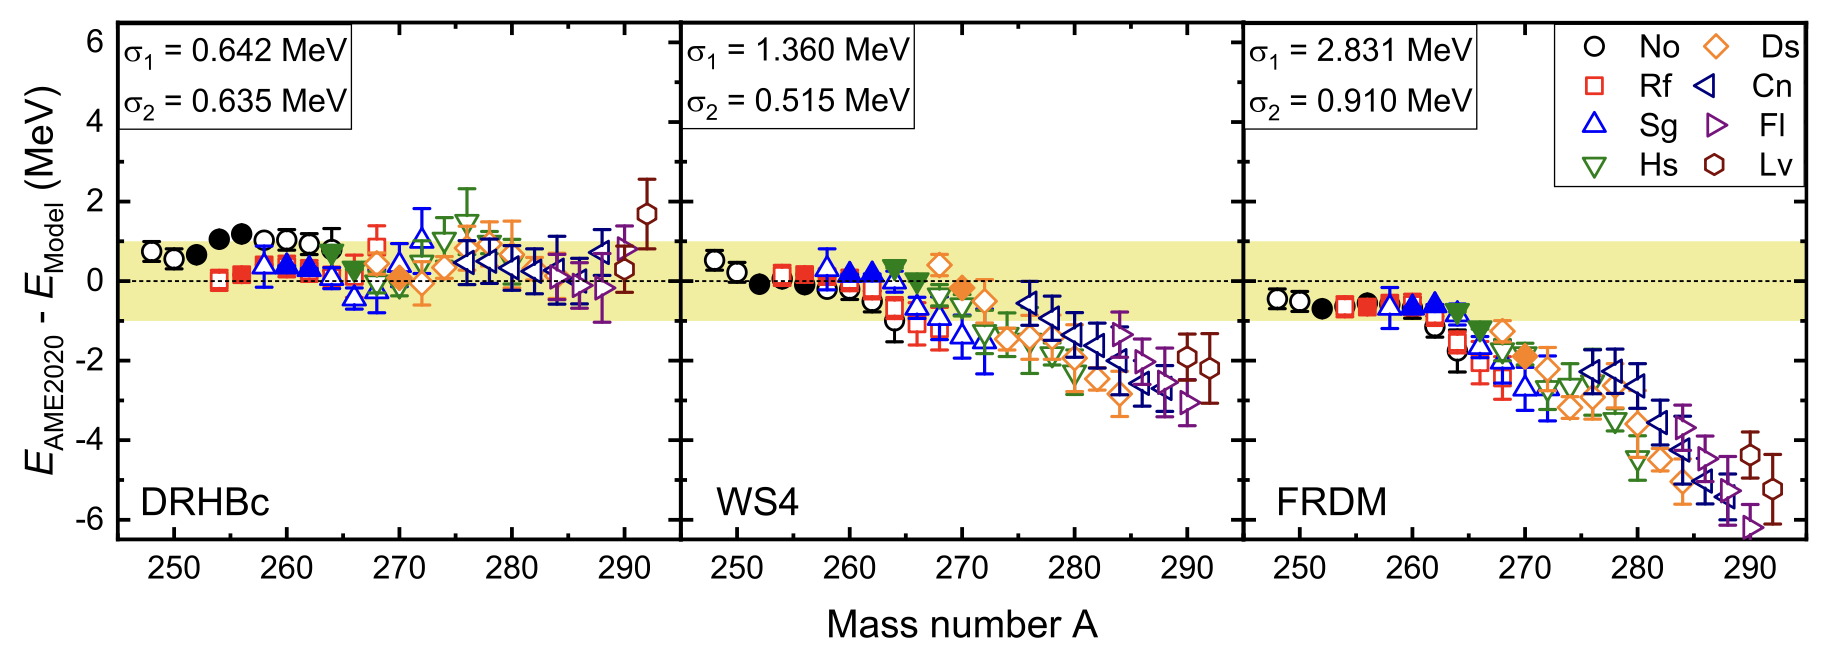 E_AME2020 - E_Model (MeV)
6
4
2
0
-2
-4
-6
σ1 = 0.642 MeV
σ2 = 0.635 MeV
DRHBc
σ1 = 1.360 MeV
σ2 = 0.515 MeV
WS4
σ1 = 2.831 MeV
σ2 = 0.910 MeV
FRDM
No Ds
Rf Cn
Sg Fl
Hs Lv
250 260 270 280 290
250 260 270 280 290
250 260 270 280 290
Mass number A